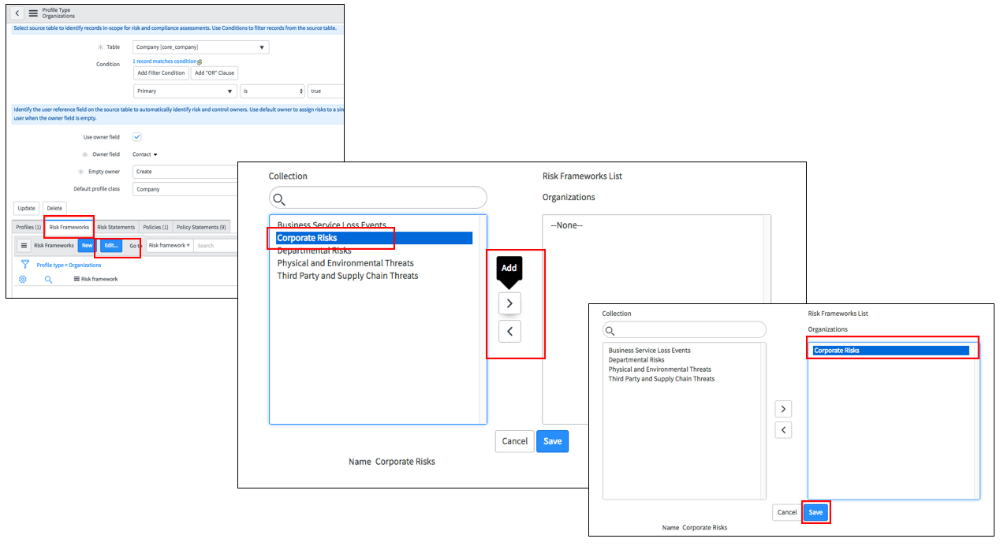 Profile Type
Organizations
Select source table to identify records in-scope for risk and compliance assessments. Use Conditions to filter records from the source table.
Table Company [core_company]
Condition 1 record matches condition
Add Filter Condition Add "OR" Clause
Primary is true
Identify the user reference field on the source table to automatically identify risk and control owners. Use default owner to assign risks to a sin
user when the owner field is empty.
Use owner field
Owner field Contact
Empty owner Create
Default profile class Company
Update Delete
Profiles (1) Risk Frameworks Risk Statements Policies (1) Policy Statements (9)
Risk Frameworks New Edit... Go to Risk framework Search
Profile type = Organizations
Risk framework
Collection
Business Service Loss Events
Corporate Risks
Departmental Risks
Physical and Environmental Threats
Third Party and Supply Chain Threats
Add
>
<
Risk Frameworks List
Organizations
--None--
Cancel Save
Name Corporate Risks
Collection
Business Service Loss Events
Departmental Risks
Physical and Environmental Threats
Third Party and Supply Chain Threats
>
<
Risk Frameworks List
Organizations
Corporate Risks
Cancel Save
Name Corporate Risks